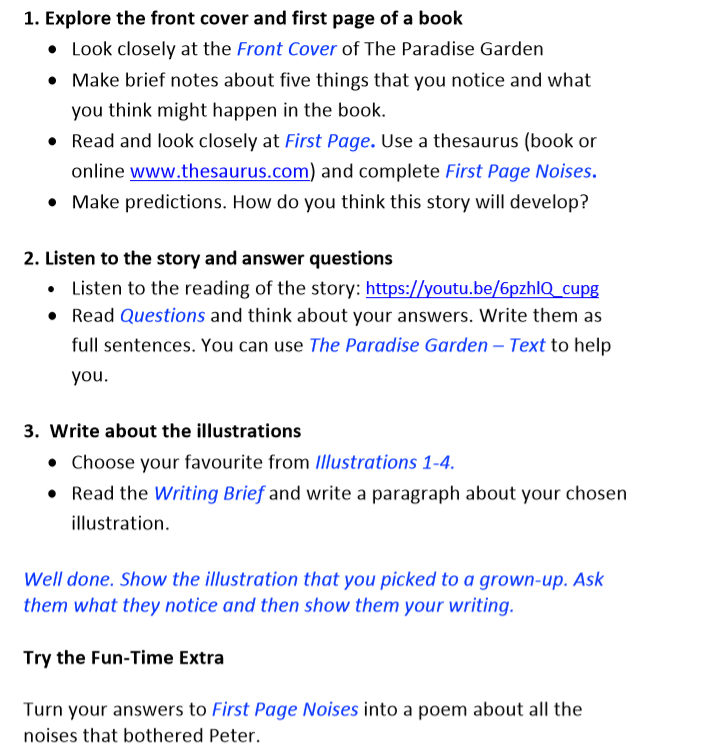 1. Explore the front cover and first page of a book
• Look closely at the Front Cover of The Paradise Garden
• Make brief notes about five things that you notice and what
you think might happen in the book.
• Read and look closely at First Page. Use a thesaurus (book or
online www.thesaurus.com) and complete First Page Noises.
• Make predictions. How do you think this story will develop?
2. Listen to the story and answer questions
• Listen to the reading of the story: https://youtu.be/6pzhlQ_cupg
• Read Questions and think about your answers. Write them as
full sentences. You can use The Paradise Garden – Text to help
you.
3. Write about the illustrations
• Choose your favourite from Illustrations 1-4.
• Read the Writing Brief and write a paragraph about your chosen
illustration.
Well done. Show the illustration that you picked to a grown-up. Ask
them what they notice and then show them your writing.
Try the Fun-Time Extra
Turn your answers to First Page Noises into a poem about all the
noises that bothered Peter.